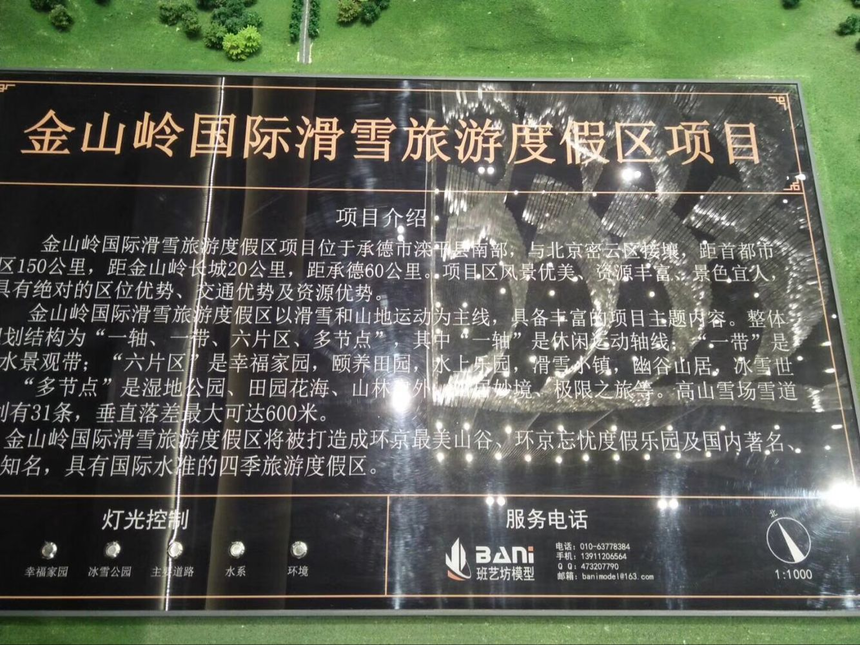 金山岭国际滑雪旅游度假区项目
项目介绍
金山岭国际滑雪旅游度假区项目位于承德市滦平县南部，与北京密云区接壤，距首都市
区150公里，距金山岭长城20公里，距承德60公里。项目区风景优美、资源丰富、景色宜人，
具有绝对的区位优势、交通优势及资源优势。
金山岭国际滑雪旅游度假区以滑雪和山地运动为主线，具备丰富的项目主题内容。整体
划结构为“一轴、一带、六片区、多节点” 其中“一轴”是休闲运动轴线；“一带”是
水景观带；“六片区”是幸福家园，颐养田园，水上乐园，滑雪小镇，幽谷山居，冰雪世
“多节点”是湿地公园、田园花海、山林 外 妙境、极限之旅等。高山雪场雪道
划有31条，垂直落差最大可达600米。
金山岭国际滑雪旅游度假区将被打造成环京最美山谷、环京忘忧度假乐园及国内著名、
知名，具有国际水准的四季旅游度假区。
灯光控制
服务电话
幸福家园 冰雪公园 主要道路 水系 环境
BANi
班艺坊模型
电话：010-63778384
手机：13911206564
QQ：473207790
邮箱：banimodel@163.com
北
1:1000